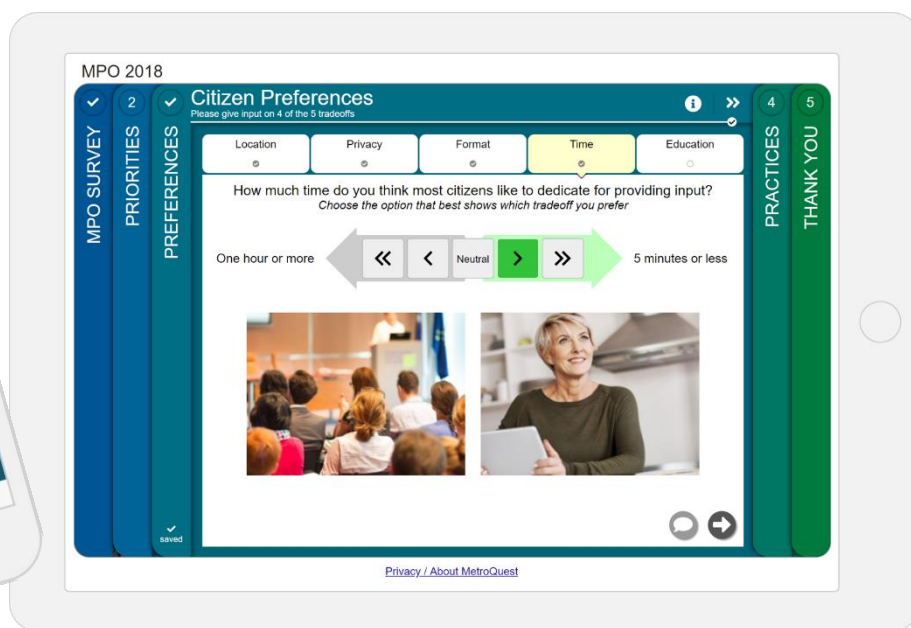 MPO 2018
MPO SURVEY
2
PRIORITIES
PREFERENCES
saved
Citizen Preferences
Please give input on 4 of the 5 tradeoffs
Location
Privacy
Format
Time
Education
How much time do you think most citizens like to dedicate for providing input?
Choose the option that best shows which tradeoff you prefer
One hour or more
Neutral
5 minutes or less
4
PRACTICES
5
THANK YOU
Privacy / About MetroQuest